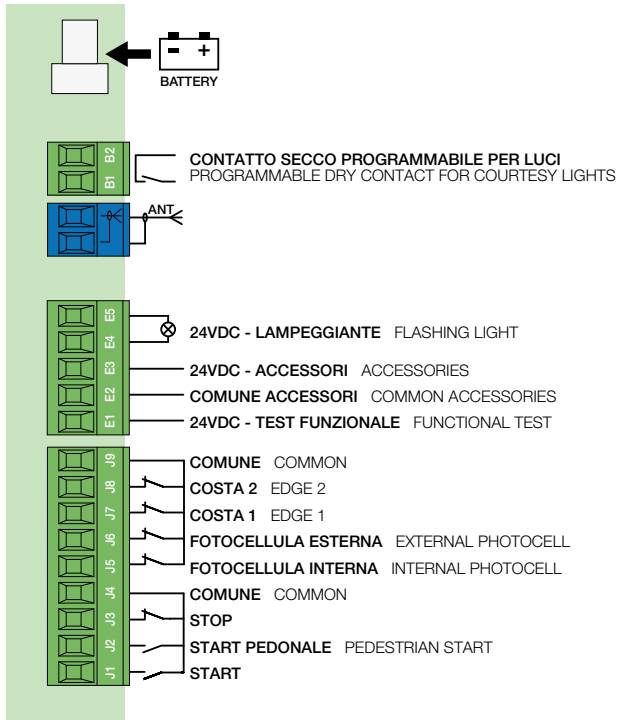 - +
BATTERY
B2 CONTATTO SECCO PROGRAMMABILE PER LUCI
B1 PROGRAMMABLE DRY CONTACT FOR COURTESY LIGHTS
ANT
E5
E4 24VDC - LAMPEGGIANTE FLASHING LIGHT
E3 24VDC - ACCESSORI ACCESSORIES
E2 COMUNE ACCESSORI COMMON ACCESSORIES
E1 24VDC - TEST FUNZIONALE FUNCTIONAL TEST
J9 COMUNE COMMON
J8 COSTA 2 EDGE 2
J7 COSTA 1 EDGE 1
J6 FOTOCELLULA ESTERNA EXTERNAL PHOTOCELL
J5 FOTOCELLULA INTERNA INTERNAL PHOTOCELL
J4 COMUNE COMMON
J3 STOP
J2 START PEDONALE PEDESTRIAN START
J1 START